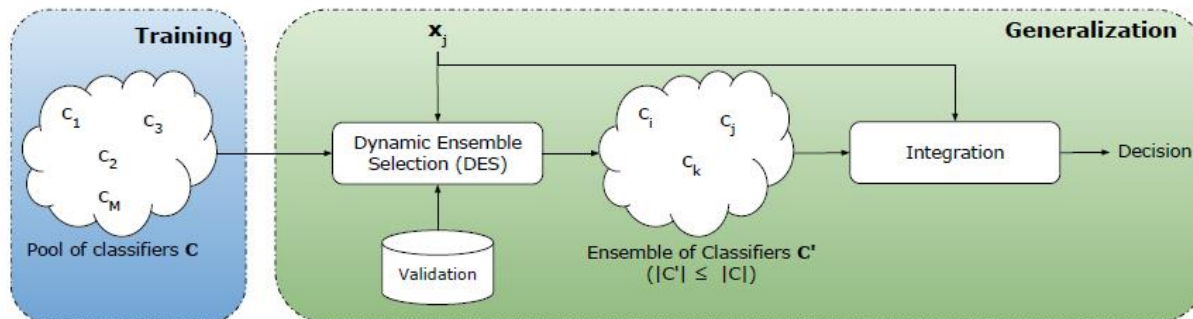 Training
C_1
C_3
C_2
C_M
Pool of classifiers C
Generalization
x_j
Dynamic Ensemble
Selection (DES)
Validation
C_i
C_j
C_k
Ensemble of Classifiers C'
(|C'| ≤ |C|)
Integration
Decision